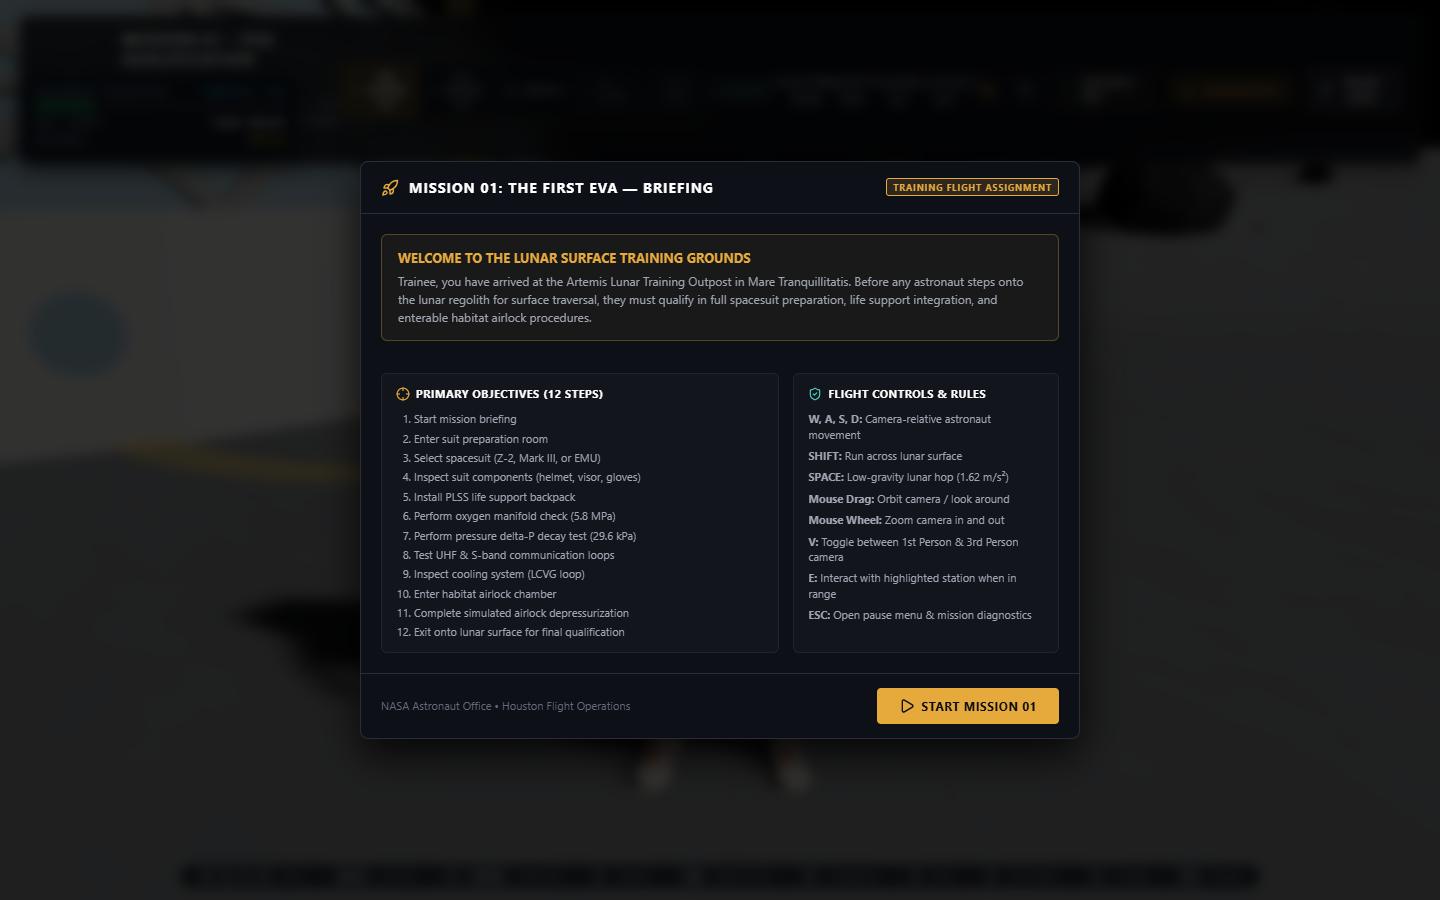 MISSION 01: THE FIRST EVA — BRIEFING
TRAINING FLIGHT ASSIGNMENT
WELCOME TO THE LUNAR SURFACE TRAINING GROUNDS
Trainee, you have arrived at the Artemis Lunar Training Outpost in Mare Tranquillitatis. Before any astronaut steps onto
the lunar regolith for surface traversal, they must qualify in full spacesuit preparation, life support integration, and
enterable habitat airlock procedures.
PRIMARY OBJECTIVES (12 STEPS)
1. Start mission briefing
2. Enter suit preparation room
3. Select spacesuit (Z-2, Mark III, or EMU)
4. Inspect suit components (helmet, visor, gloves)
5. Install PLSS life support backpack
6. Perform oxygen manifold check (5.8 MPa)
7. Perform pressure delta-P decay test (29.6 kPa)
8. Test UHF & S-band communication loops
9. Inspect cooling system (LCVG loop)
10. Enter habitat airlock chamber
11. Complete simulated airlock depressurization
12. Exit onto lunar surface for final qualification
FLIGHT CONTROLS & RULES
W, A, S, D: Camera-relative astronaut
movement
SHIFT: Run across lunar surface
SPACE: Low-gravity lunar hop (1.62 m/s²)
Mouse Drag: Orbit camera / look around
Mouse Wheel: Zoom camera in and out
V: Toggle between 1st Person & 3rd Person
camera
E: Interact with highlighted station when in
range
ESC: Open pause menu & mission diagnostics
NASA Astronaut Office • Houston Flight Operations
START MISSION 01